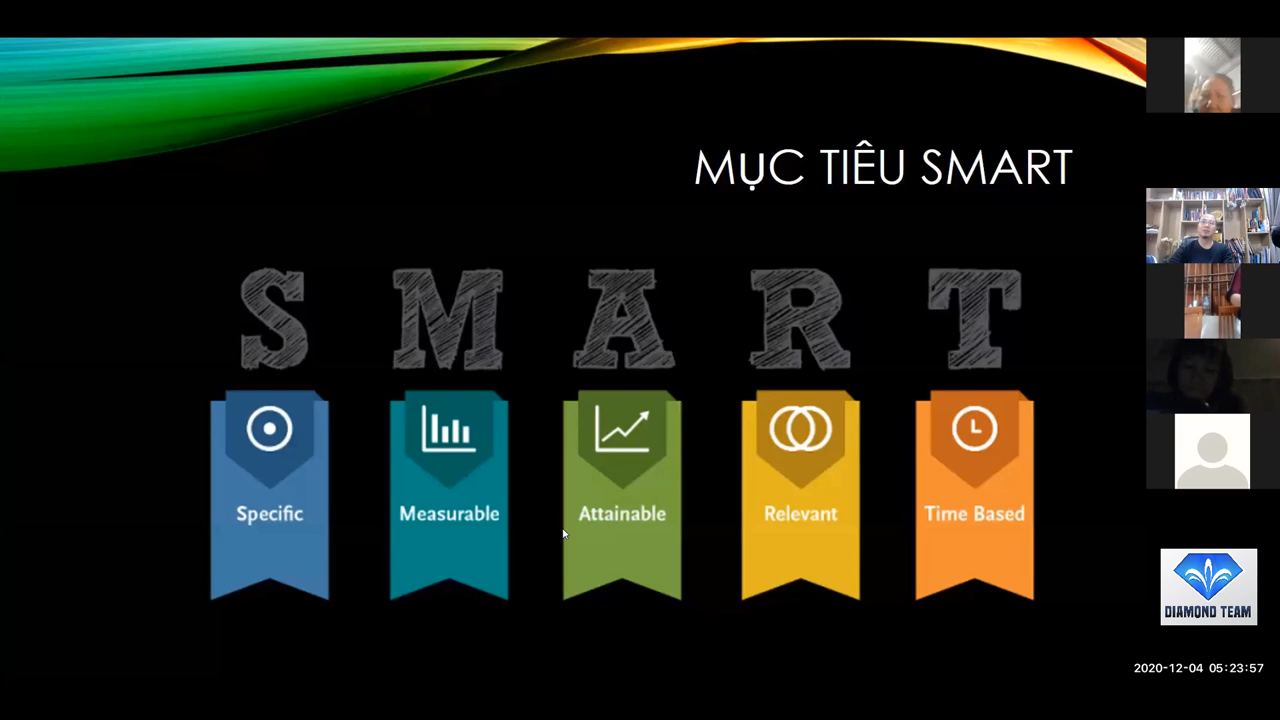 MỤC TIÊU SMART
S M A R T
Specific
Measurable
Attainable
Relevant
Time Based
DIAMOND TEAM
2020-12-04 05:23:57